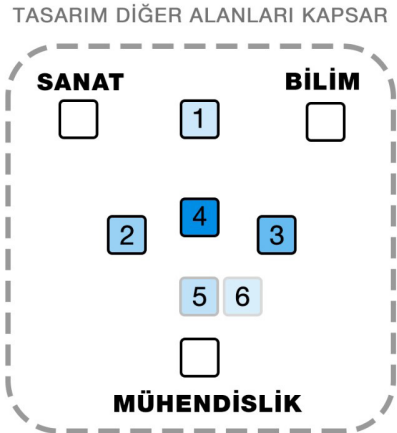 TASARIM DİĞER ALANLARI KAPSAR
SANAT
BİLİM
1
2
4
3
5 6
MÜHENDİSLİK